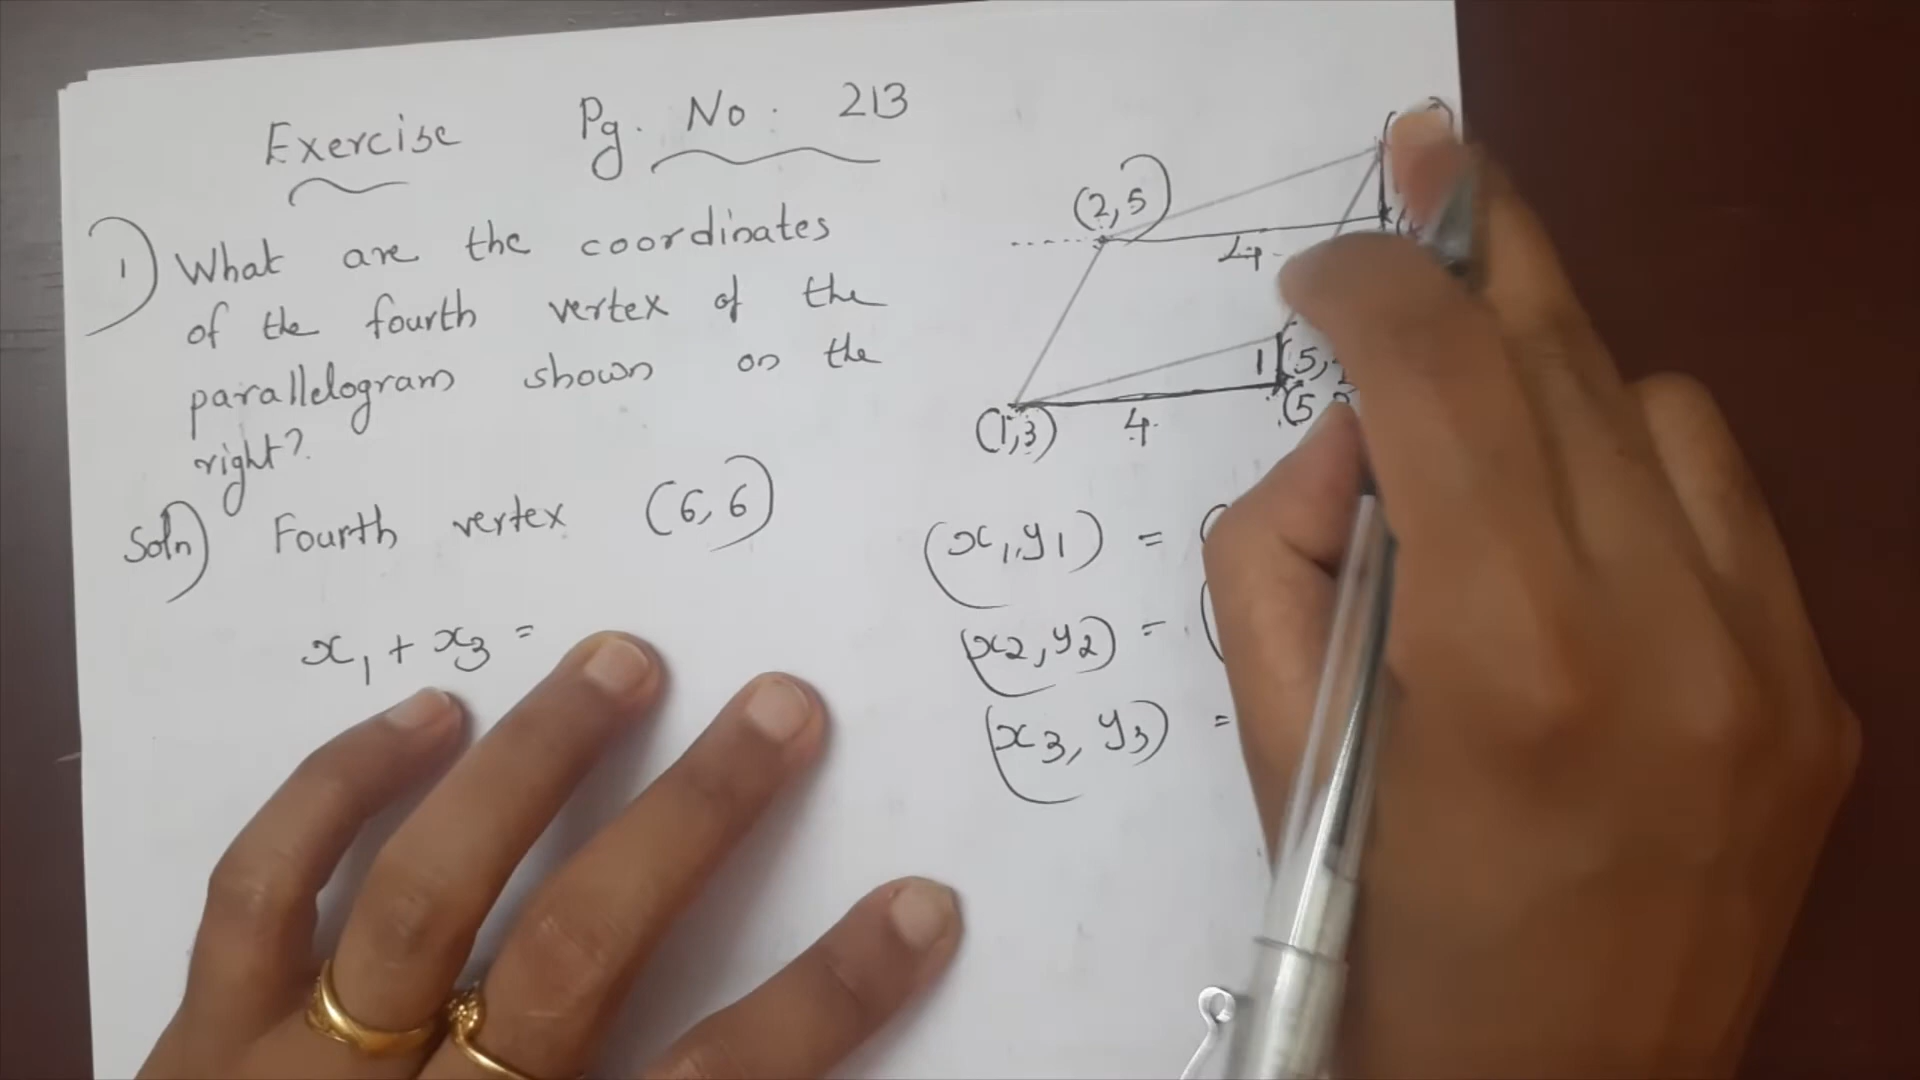 Exercise Pg. No. 213
1) What are the coordinates
of the fourth vertex of the
parallelogram shown on the
right?
Soln) Fourth vertex (6,6)
x1 + x3 =
(2,5)
4
1
(5,
(5
(1,3)
4
(x1,y1) =
(x2,y2) =
(x3, y3) =